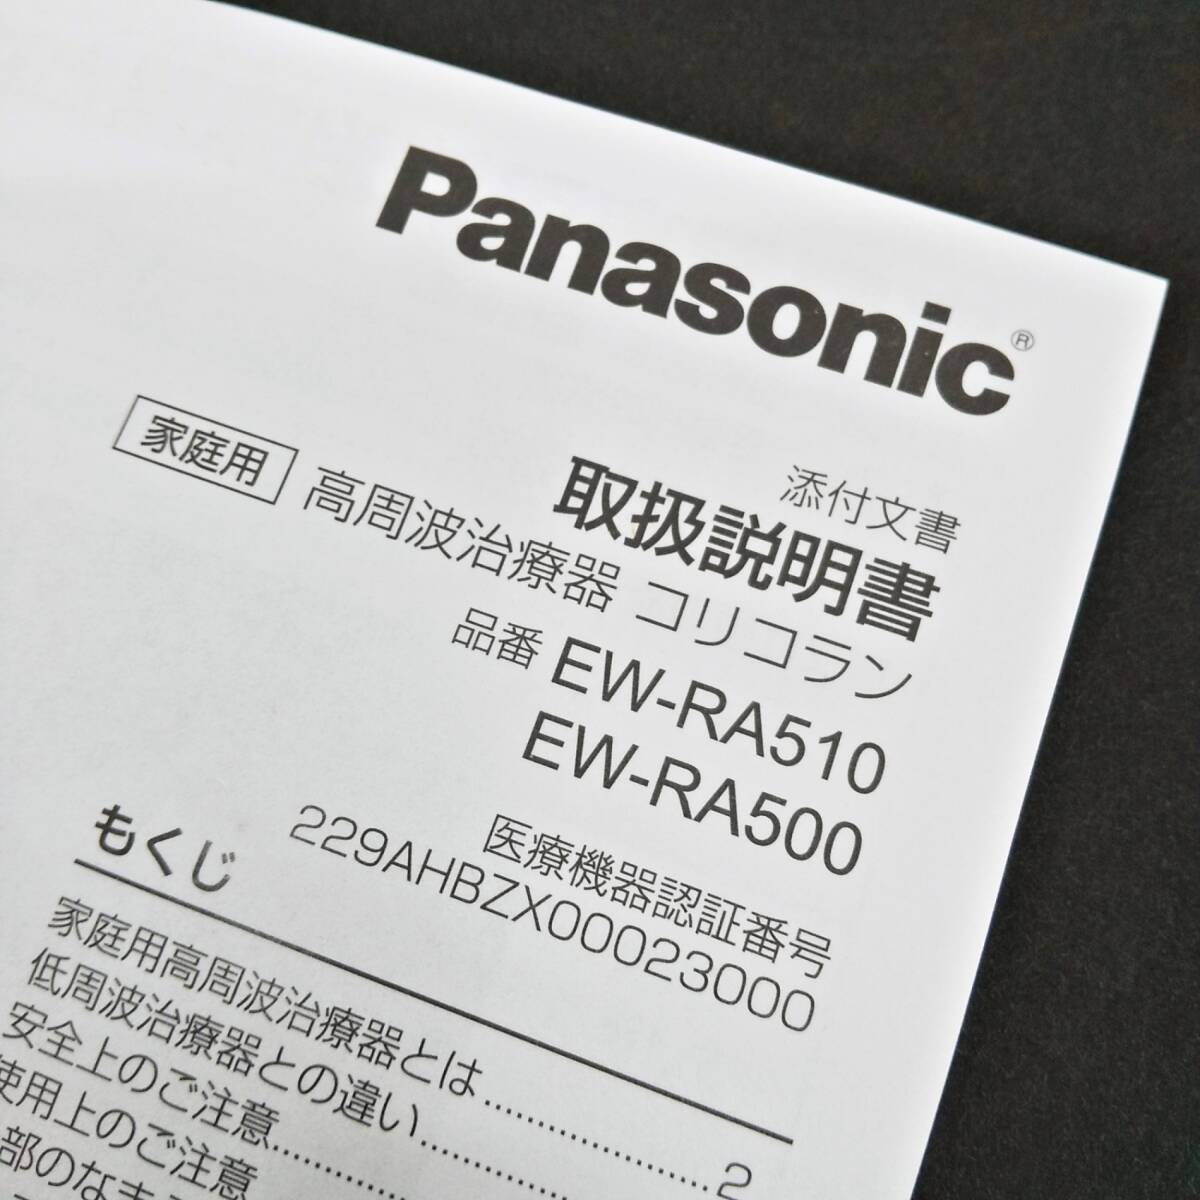 Panasonic®
添付文書
取扱説明書
家庭用 高周波治療器 コリコラン
品番 EW-RA510
EW-RA500
医療機器認証番号
229AHBZX00023000
もくじ
家庭用高周波治療器とは……………………2
低周波治療器との違い……………
安全上のご注意……………
使用上のご注意
部のなま